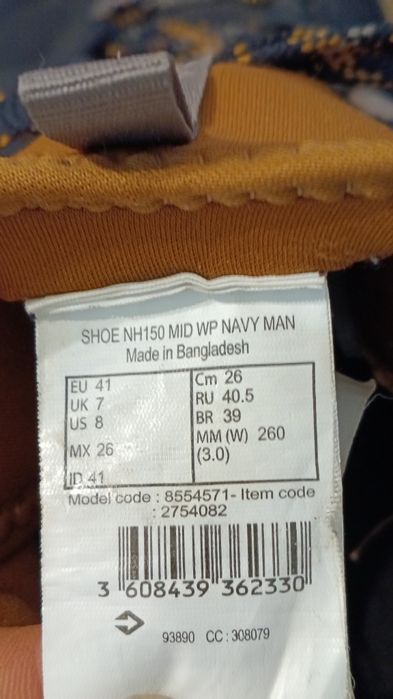 SHOE NH150 MID WP NAVY MAN
Made in Bangladesh
EU 41
UK 7
US 8
MX 26
ID 41
Cm 26
RU 40.5
BR 39
MM (W) 260
(3.0)
Model code : 8554571- Item code
: 2754082
3 608439 362330
93890 CC : 308079